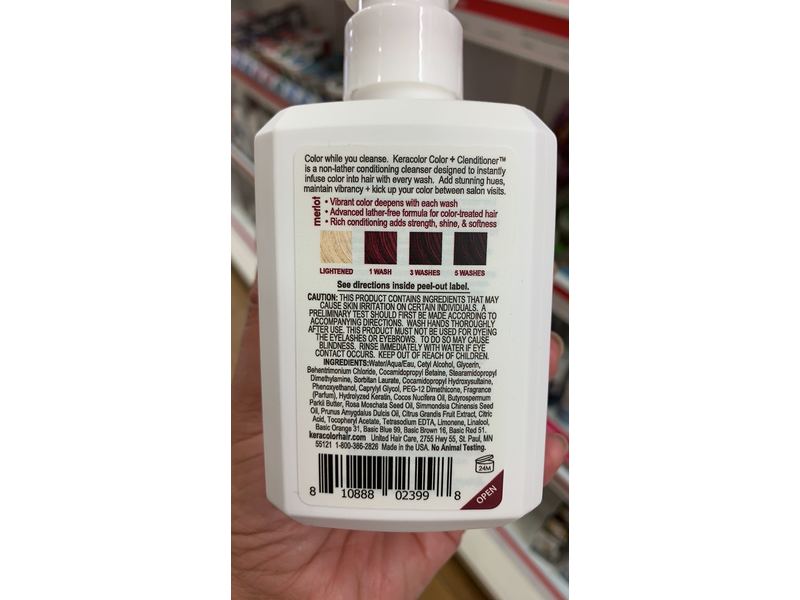 Color while you cleanse. Keracolor Color + Clenditioner™
is a non-lather conditioning cleanser designed to instantly
infuse color into hair with every wash. Add stunning hues,
maintain vibrancy + kick up your color between salon visits.
merlot
• Vibrant color deepens with each wash
• Advanced lather-free formula for color-treated hair
• Rich conditioning adds strength, shine, & softness
LIGHTENED 1 WASH 3 WASHES 5 WASHES
See directions inside peel-out label.
CAUTION: THIS PRODUCT CONTAINS INGREDIENTS THAT MAY
CAUSE SKIN IRRITATION ON CERTAIN INDIVIDUALS. A
PRELIMINARY TEST SHOULD FIRST BE MADE ACCORDING TO
ACCOMPANYING DIRECTIONS. WASH HANDS THOROUGHLY
AFTER USE. THIS PRODUCT MUST NOT BE USED FOR DYEING
THE EYELASHES OR EYEBROWS. TO DO SO MAY CAUSE
BLINDNESS. RINSE IMMEDIATELY WITH WATER IF EYE
CONTACT OCCURS. KEEP OUT OF REACH OF CHILDREN.
INGREDIENTS:Water/Aqua/Eau, Cetyl Alcohol, Glycerin,
Behentrimonium Chloride, Cocamidopropyl Betaine, Stearamidopropyl
Dimethylamine, Sorbitan Laurate, Cocamidopropyl Hydroxysultaine,
Phenoxyethanol, Caprylyl Glycol, PEG-12 Dimethicone, Fragrance
(Parfum), Hydrolyzed Keratin, Cocos Nucifera Oil, Butyrospermum
Parkii Butter, Rosa Moschata Seed Oil, Simmondsia Chinensis Seed
Oil, Prunus Amygdalus Dulcis Oil, Citrus Grandis Fruit Extract, Citric
Acid, Tocopheryl Acetate, Tetrasodium EDTA, Limonene, Linalool,
Basic Orange 31, Basic Blue 99, Basic Brown 16, Basic Red 51.
keracolorhair.com United Hair Care, 2755 Hwy 55, St. Paul, MN
55121 1-800-386-2826 Made in the USA. No Animal Testing.
24M
8 10888 02399 8
OPEN